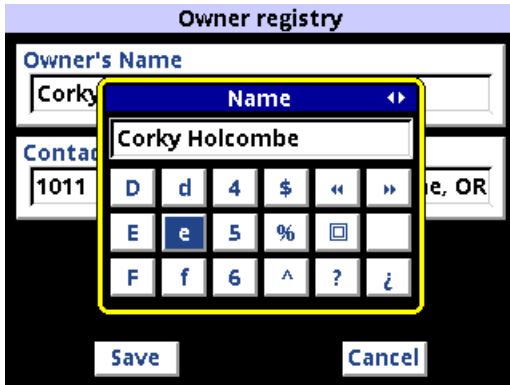 Owner registry
Owner's Name
Corky
Name
Corky Holcombe
Contac
1011
e, OR
D d 4 $ « »
E e 5 %
F f 6 ^ ? ¿
Save Cancel